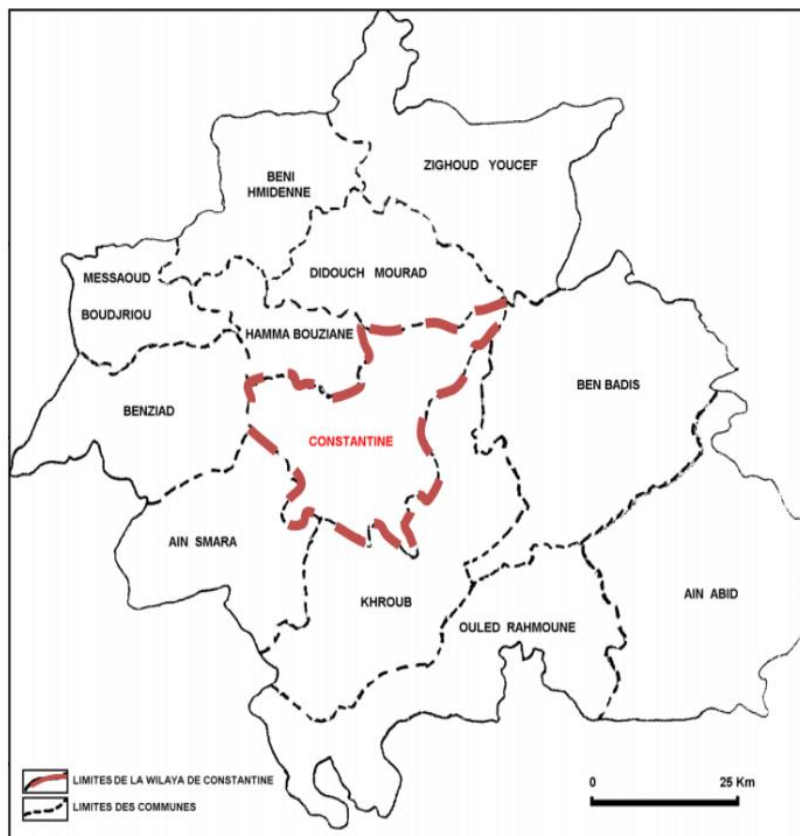 ZIGHOUD YOUCEF
BENI
HMIDENNE
MESSAOUD
BOUDJRIOU
DIDOUCH MOURAD
HAMMA BOUZIANE
BENZIAD
BEN BADIS
CONSTANTINE
AIN SMARA
KHROUB
AIN ABID
OULED RAHMOUNE
LIMITES DE LA WILAYA DE CONSTANTINE
LIMITES DES COMMUNES
0 25 Km